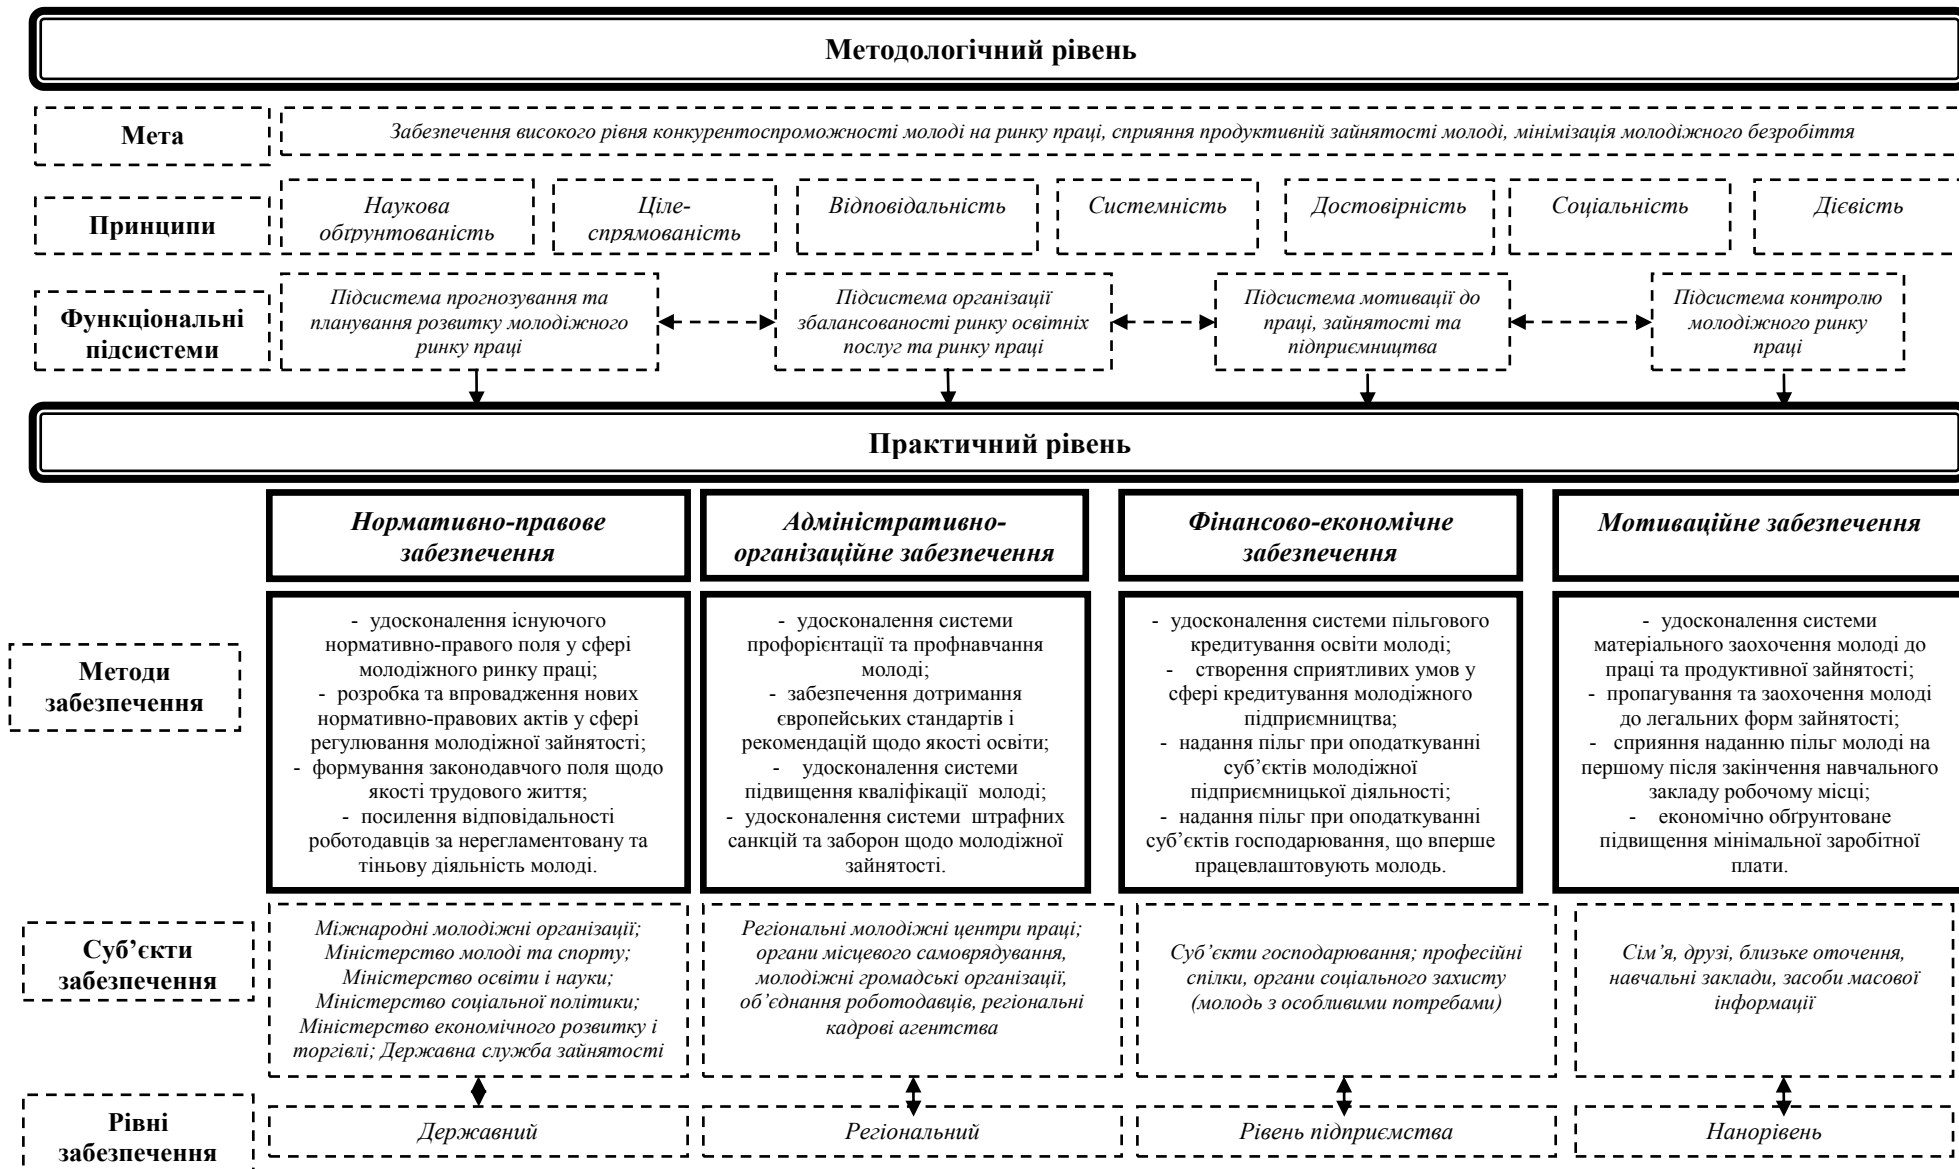 Методологічний рівень
Мета
Забезпечення високого рівня конкурентоспроможності молоді на ринку праці, сприяння продуктивній зайнятості молоді, мінімізація молодіжного безробіття
Принципи
Наукова
обґрунтованість
Ціле-
спрямованість
Відповідальність
Системність
Достовірність
Соціальність
Дієвість
Функціональні
підсистеми
Підсистема прогнозування та
планування розвитку молодіжного
ринку праці
Підсистема організації
збалансованості ринку освітніх
послуг та ринку праці
Підсистема мотивації до
праці, зайнятості та
підприємництва
Підсистема контролю
молодіжного ринку
праці
Практичний рівень
Нормативно-правове
забезпечення
Адміністративно-
організаційне забезпечення
Фінансово-економічне
забезпечення
Мотиваційне забезпечення
Методи
забезпечення
- удосконалення існуючого
нормативно-правого поля у сфері
молодіжного ринку праці;
- розробка та впровадження нових
нормативно-правових актів у сфері
регулювання молодіжної зайнятості;
- формування законодавчого поля щодо
якості трудового життя;
- посилення відповідальності
роботодавців за нерегламентовану та
тіньову діяльність молоді.
- удосконалення системи
профорієнтації та профнавчання
молоді;
- забезпечення дотримання
європейських стандартів і
рекомендацій щодо якості освіти;
- удосконалення системи
підвищення кваліфікації молоді;
- удосконалення системи штрафних
санкцій та заборон щодо молодіжної
зайнятості.
- удосконалення системи пільгового
кредитування освіти молоді;
- створення сприятливих умов у
сфері кредитування молодіжного
підприємництва;
- надання пільг при оподаткуванні
суб’єктів молодіжної
підприємницької діяльності;
- надання пільг при оподаткуванні
суб’єктів господарювання, що вперше
працевлаштовують молодь.
- удосконалення системи
матеріального заохочення молоді до
праці та продуктивної зайнятості;
- пропагування та заохочення молоді
до легальних форм зайнятості;
- сприяння наданню пільг молоді на
першому після закінчення навчального
закладу робочому місці;
- економічно обґрунтоване
підвищення мінімальної заробітної
плати.
Суб’єкти
забезпечення
Міжнародні молодіжні організації;
Міністерство молоді та спорту;
Міністерство освіти і науки;
Міністерство соціальної політики;
Міністерство економічного розвитку і
торгівлі; Державна служба зайнятості
Регіональні молодіжні центри праці;
органи місцевого самоврядування,
молодіжні громадські організації,
об’єднання роботодавців, регіональні
кадрові агентства
Суб’єкти господарювання; професійні
спілки, органи соціального захисту
(молодь з особливими потребами)
Сім’я, друзі, близьке оточення,
навчальні заклади, засоби масової
інформації
Рівні
забезпечення
Державний
Регіональний
Рівень підприємства
Нанорівень